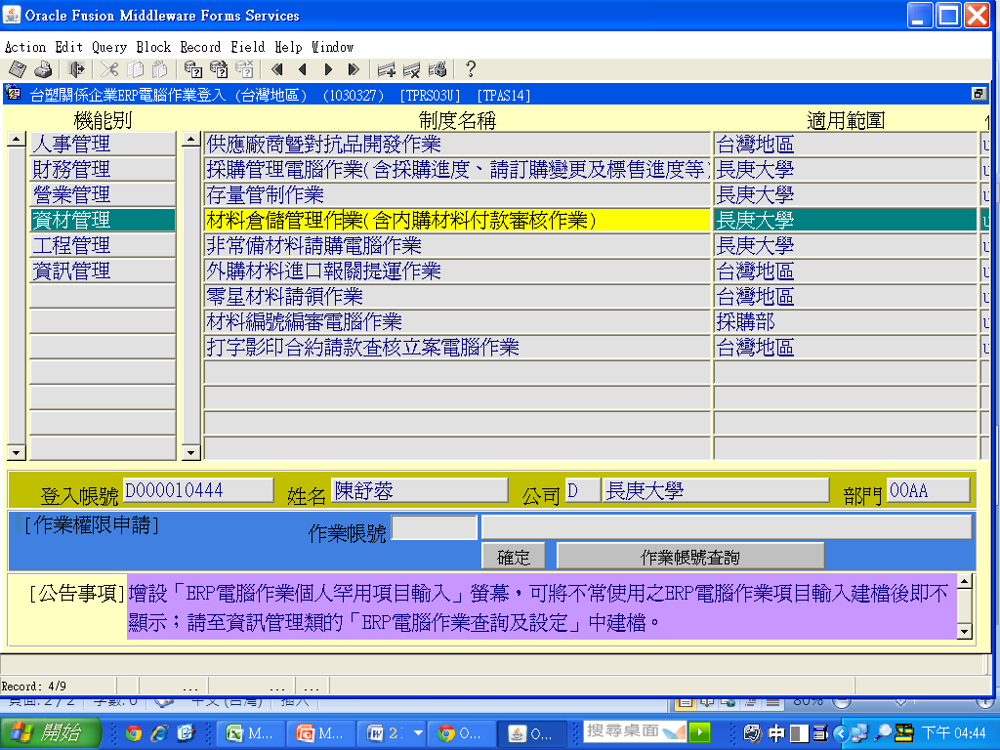 Oracle Fusion Middleware Forms Services
Action Edit Query Block Record Field Help Window
台塑關係企業ERP電腦作業登入 (台灣地區) (1030327) [TPRS03U] [TPAS14]
機能別 制度名稱 適用範圍
人事管理 供應廠商暨對抗品開發作業 台灣地區
財務管理 採購管理電腦作業(含採購進度、請訂購變更及標售進度等) 長庚大學
營業管理 存量管制作業 長庚大學
資材管理 材料倉儲管理作業(含內購材料付款審核作業) 長庚大學
工程管理 非常備材料請購電腦作業 長庚大學
資訊管理 外購材料進口報關提運作業 台灣地區
零星材料請領作業 台灣地區
材料編號編審電腦作業 採購部
打字影印合約請款查核立案電腦作業 台灣地區
登入帳號 D000010444 姓名 陳舒蓉 公司 D 長庚大學 部門 00AA
[作業權限申請] 作業帳號
確定 作業帳號查詢
[公告事項] 增設「ERP電腦作業個人罕用項目輸入」螢幕，可將不常使用之ERP電腦作業項目輸入建檔後即不
顯示；請至資訊管理類的「ERP電腦作業查詢及設定」中建檔。
Record: 4/9 ... ... ...
頁面: 2 / 2 字數: 0 中文 (台灣) 插入 80%
開始 M... M... 2 O... O... 搜尋桌面 中 下午 04:44